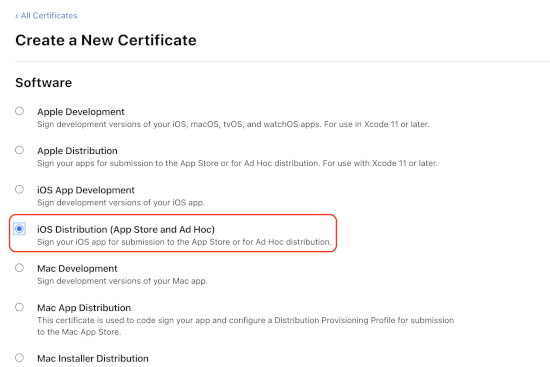 ‹ All Certificates
Create a New Certificate
Software
Apple Development
Sign development versions of your iOS, macOS, tvOS, and watchOS apps. For use in Xcode 11 or later.
Apple Distribution
Sign your apps for submission to the App Store or for Ad Hoc distribution. For use with Xcode 11 or later.
iOS App Development
Sign development versions of your iOS app.
iOS Distribution (App Store and Ad Hoc)
Sign your iOS app for submission to the App Store or for Ad Hoc distribution.
Mac Development
Sign development versions of your Mac app.
Mac App Distribution
This certificate is used to code sign your app and configure a Distribution Provisioning Profile for submission
to the Mac App Store.
Mac Installer Distribution